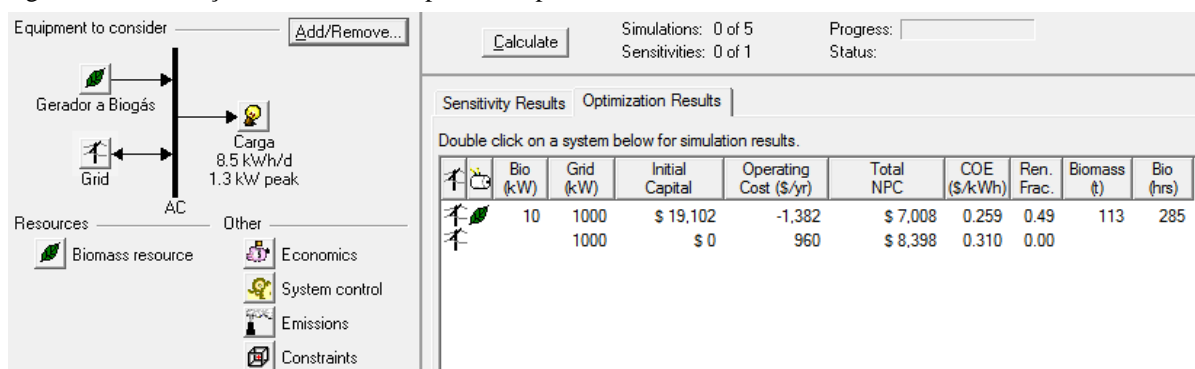 Equipment to consider
Add/Remove...
Gerador a Biogás
Grid
Carga
8.5 kWh/d
1.3 kW peak
AC
Resources
Other
Biomass resource
Economics
System control
Emissions
Constraints
Calculate
Simulations: 0 of 5
Progress:
Sensitivities: 0 of 1
Status:
Sensitivity Results
Optimization Results
Double click on a system below for simulation results.
Bio (kW) Grid (kW) Initial Capital Operating Cost ($/yr) Total NPC COE ($/kWh) Ren. Frac. Biomass (t) Bio (hrs)
10 1000 $ 19,102 -1,382 $ 7,008 0.259 0.49 113 285
1000 $ 0 960 $ 8,398 0.310 0.00